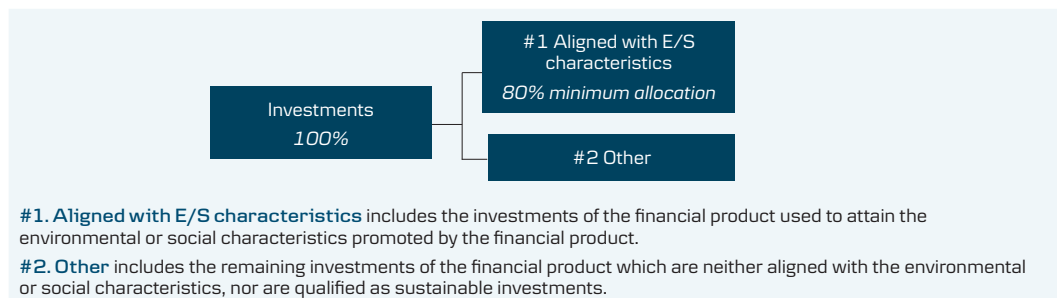 #1 Aligned with E/S
characteristics
80% minimum allocation
Investments
100%
#2 Other
#1. Aligned with E/S characteristics includes the investments of the financial product used to attain the
environmental or social characteristics promoted by the financial product.
#2. Other includes the remaining investments of the financial product which are neither aligned with the environmental
or social characteristics, nor are qualified as sustainable investments.